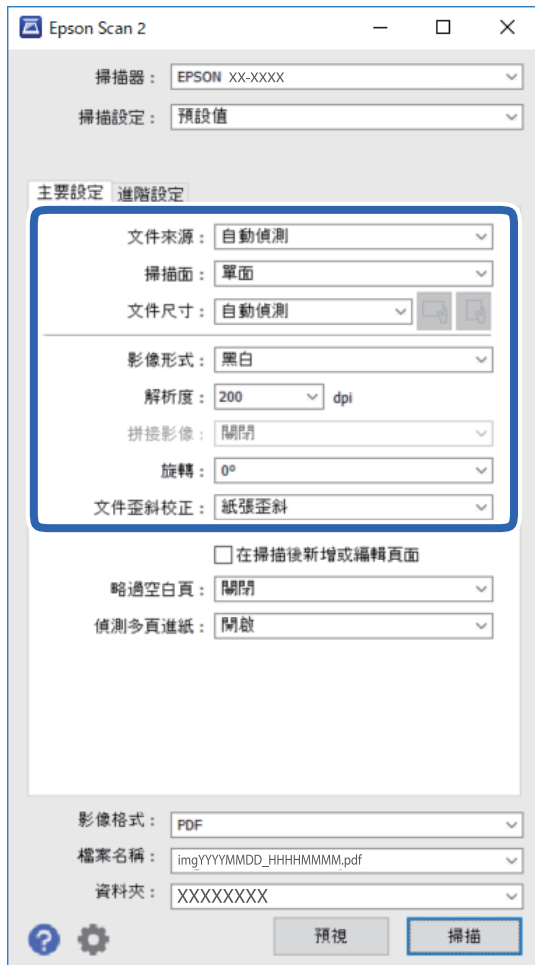 Epson Scan 2
掃描器： EPSON XX-XXXX
掃描設定： 預設值
主要設定 進階設定
文件來源： 自動偵測
掃描面： 單面
文件尺寸： 自動偵測
影像形式： 黑白
解析度： 200 dpi
拼接影像： 關閉
旋轉： 0º
文件歪斜校正： 紙張歪斜
在掃描後新增或編輯頁面
略過空白頁： 關閉
偵測多頁進紙： 開啟
影像格式： PDF
檔案名稱： imgYYYYMMDD_HHHHMMMM.pdf
資料夾： XXXXXXXX
? 預視 掃描